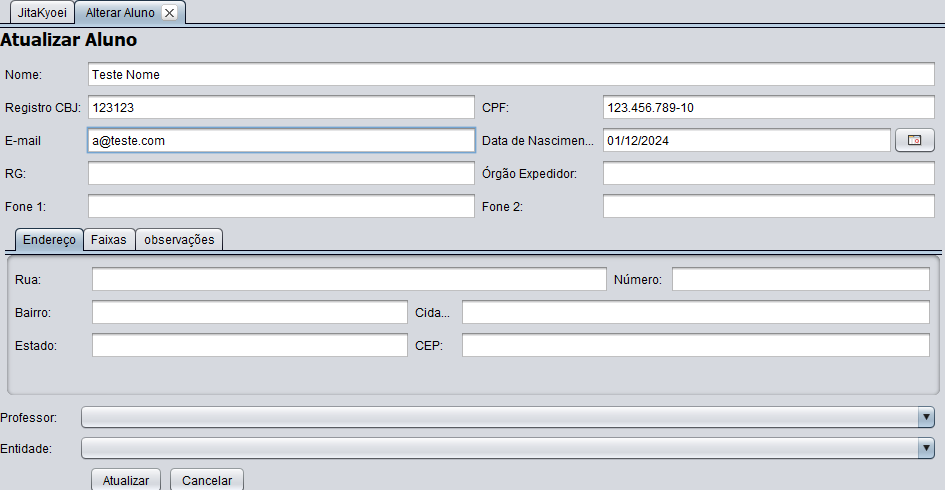 JitaKyoei Alterar Aluno
Atualizar Aluno
Nome: Teste Nome
Registro CBJ: 123123 CPF: 123.456.789-10
E-mail a@teste.com Data de Nascimen... 01/12/2024
RG: Órgão Expedidor:
Fone 1: Fone 2:
Endereço Faixas observações
Rua: Número:
Bairro: Cida...
Estado: CEP:
Professor:
Entidade:
Atualizar Cancelar